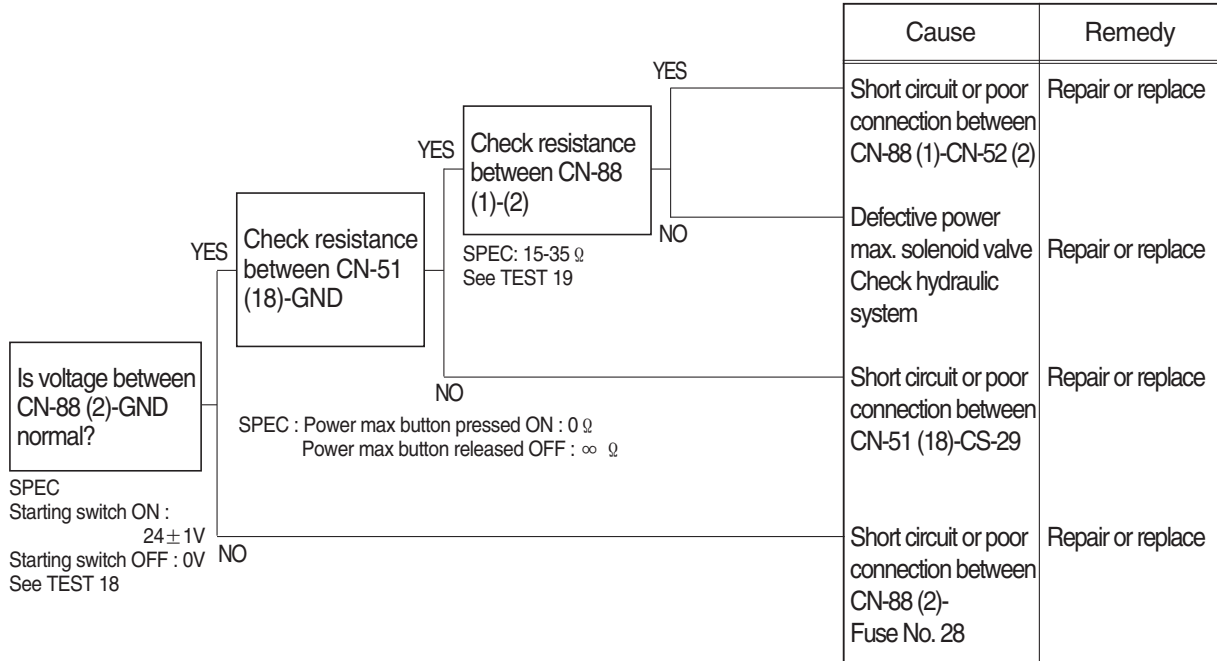 Cause
Remedy
YES
Short circuit or poor
connection between
CN-88 (1)-CN-52 (2)
Repair or replace
YES
Check resistance
between CN-88
(1)-(2)
SPEC: 15-35 Ω
See TEST 19
NO
Defective power
max. solenoid valve
Check hydraulic
system
Repair or replace
YES
Check resistance
between CN-51
(18)-GND
NO
SPEC : Power max button pressed ON : 0 Ω
Power max button released OFF : ∞ Ω
Short circuit or poor
connection between
CN-51 (18)-CS-29
Repair or replace
Is voltage between
CN-88 (2)-GND
normal?
SPEC
Starting switch ON :
24±1V
Starting switch OFF : 0V
See TEST 18
NO
Short circuit or poor
connection between
CN-88 (2)-
Fuse No. 28
Repair or replace